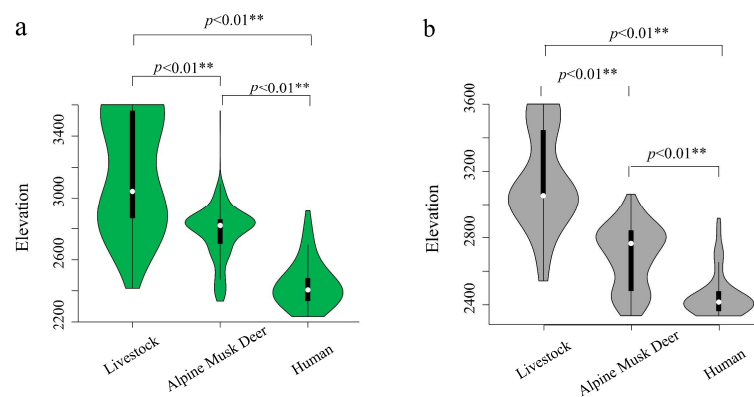 a
p<0.01**
p<0.01**
p<0.01**
Elevation
3400
3000
2600
2200
Livestock
Alpine Musk Deer
Human
b
p<0.01**
p<0.01**
p<0.01**
Elevation
3600
3200
2800
2400
Livestock
Alpine Musk Deer
Human